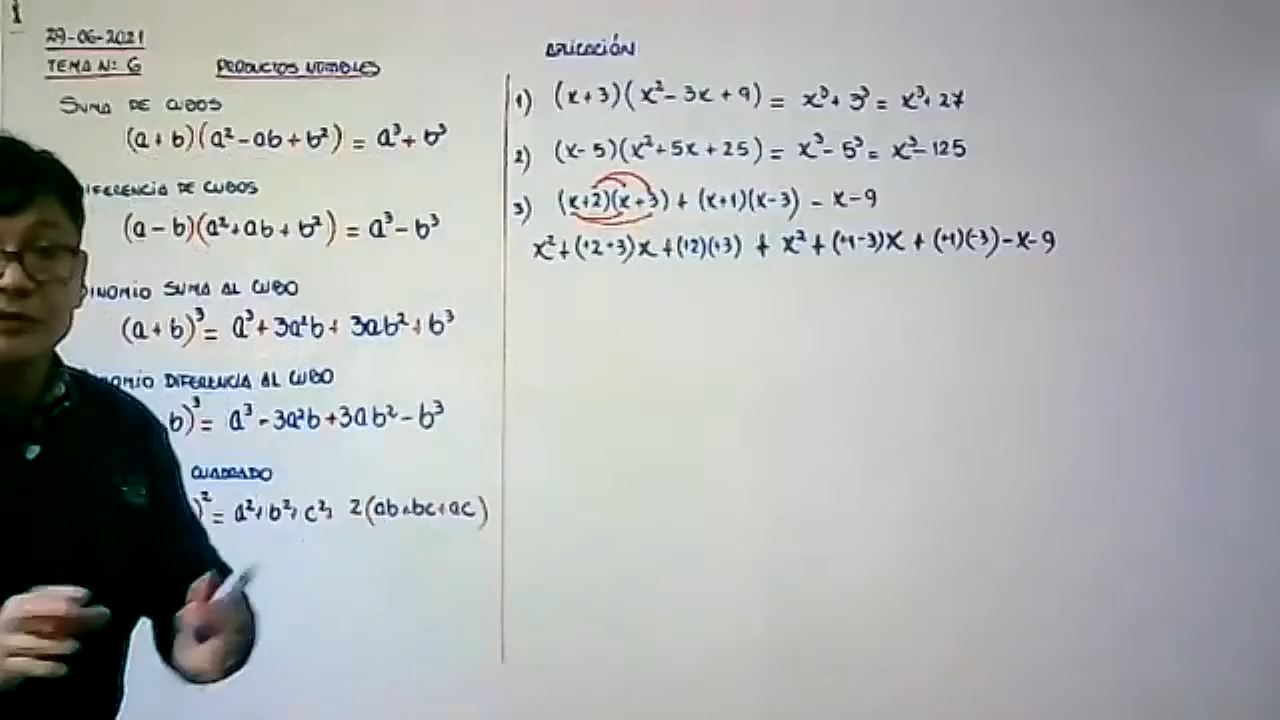 1
29-06-2021
TEMA N: 6
PRODUCTOS NOTABLES
SUMA DE CUBOS
(a+b)(a²-ab+b²) = a³+b³
DIFERENCIA DE CUBOS
(a-b)(a²+ab+b²) = a³-b³
BINOMIO SUMA AL CUBO
(a+b)³ = a³+3a²b+3ab²+b³
BINOMIO DIFERENCIA AL CUBO
b)³ = a³-3a²b+3ab²-b³
CUADRADO
)² = a²+b²+c²+ 2(ab+bc+ac)
APLICACIÓN
1) (x+3)(x²-3x+9) = x³+3³ = x³+27
2) (x-5)(x²+5x+25) = x³-5³ = x³-125
3) (x+2)(x+3) + (x+1)(x-3) - x-9
x²+(+2+3)x+(+2)(+3) + x²+(+1-3)x+(+1)(-3)-x-9